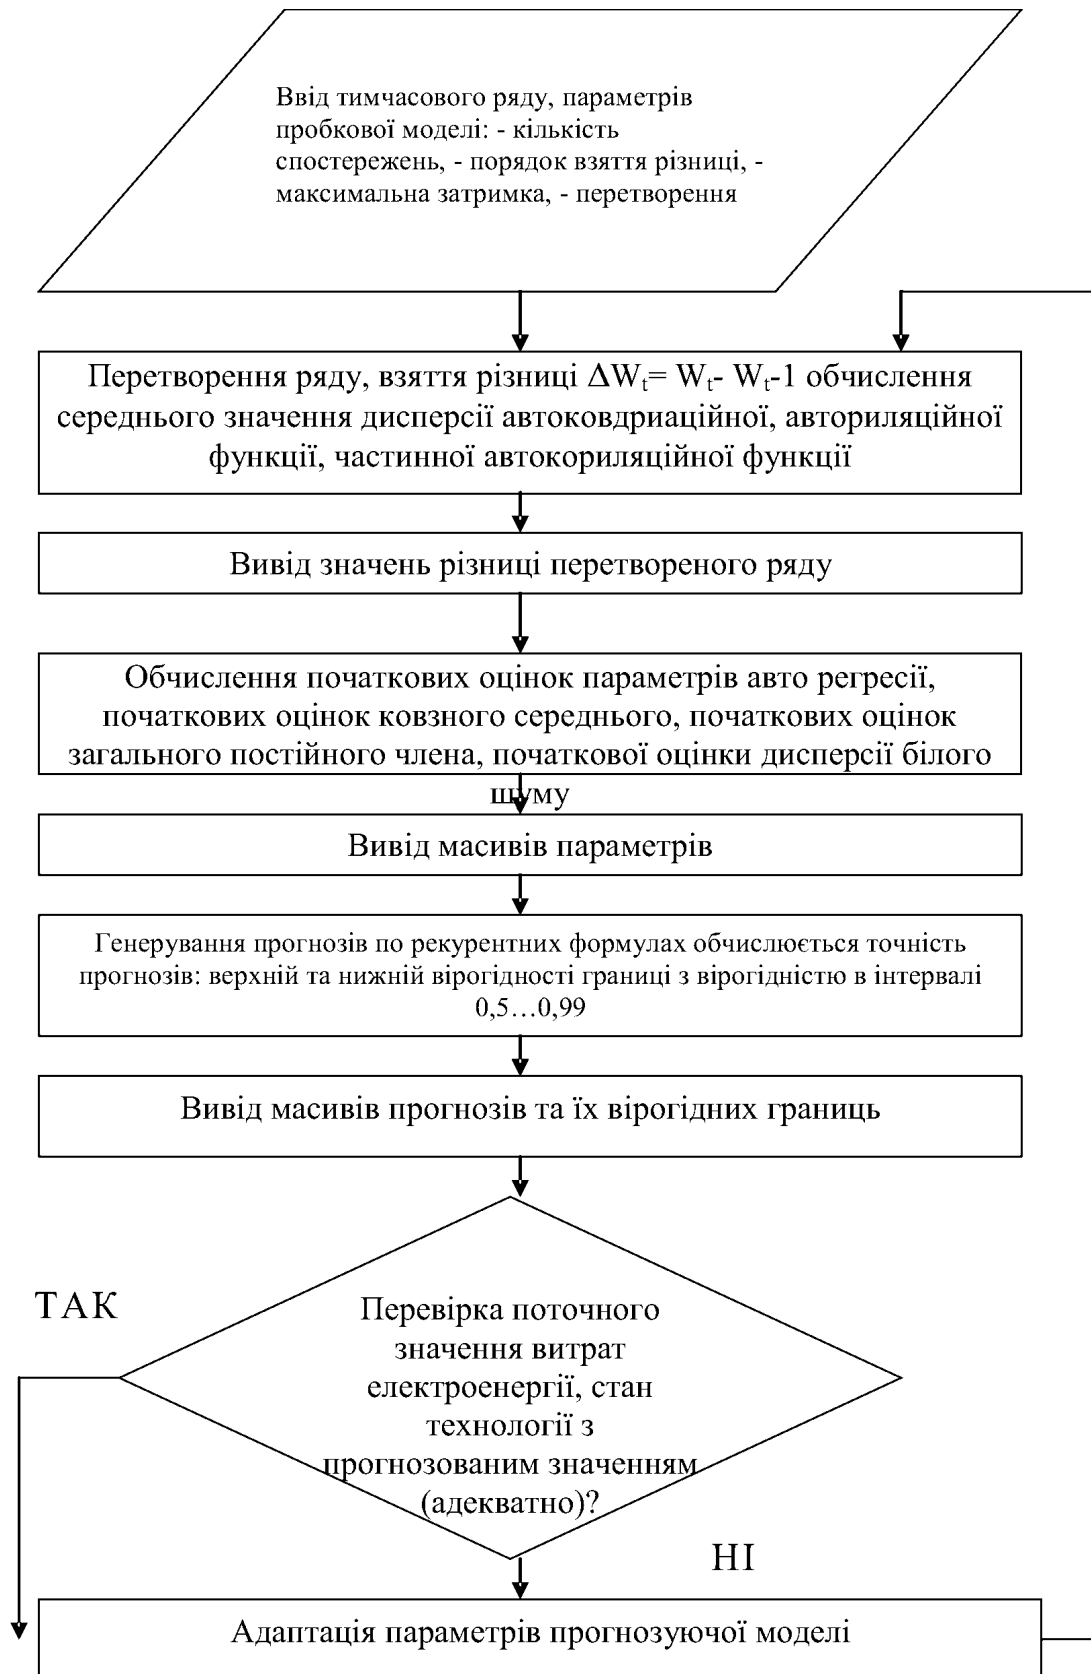 Ввід тимчасового ряду, параметрів
пробкової моделі: - кількість
спостережень, - порядок взяття різниці, -
максимальна затримка, - перетворення
Перетворення ряду, взяття різниці ΔWt= Wt- Wt-1 обчислення
середнього значення дисперсії автоковдриаційної, авториляційної
функції, частинної автокориляційної функції
Вивід значень різниці перетвореного ряду
Обчислення початкових оцінок параметрів авто регресії,
початкових оцінок ковзного середнього, початкових оцінок
загального постійного члена, початкової оцінки дисперсії білого
шуму
Вивід масивів параметрів
Генерування прогнозів по рекурентних формулах обчислюється точність
прогнозів: верхній та нижній вірогідності границі з вірогідністю в інтервалі
0,5…0,99
Вивід масивів прогнозів та їх вірогідних границь
ТАК
Перевірка поточного
значення витрат
електроенергії, стан
технології з
прогнозованим значенням
(адекватно)?
НІ
Адаптація параметрів прогнозуючої моделі